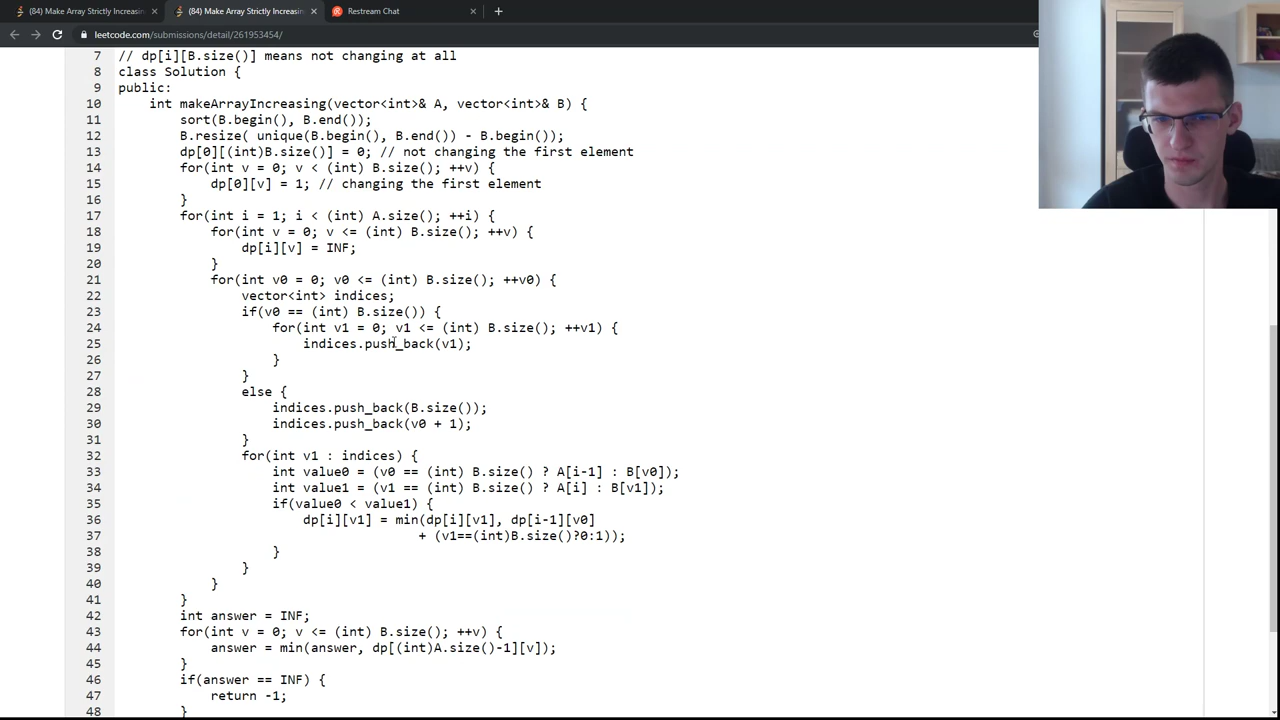 (84) Make Array Strictly Increasin
(84) Make Array Strictly Increasin
Restream Chat
leetcode.com/submissions/detail/261953454/
7 // dp[i][B.size()] means not changing at all
8 class Solution {
9 public:
10 int makeArrayIncreasing(vector<int>& A, vector<int>& B) {
11 sort(B.begin(), B.end());
12 B.resize( unique(B.begin(), B.end()) - B.begin());
13 dp[0][(int)B.size()] = 0; // not changing the first element
14 for(int v = 0; v < (int) B.size(); ++v) {
15 dp[0][v] = 1; // changing the first element
16 }
17 for(int i = 1; i < (int) A.size(); ++i) {
18 for(int v = 0; v <= (int) B.size(); ++v) {
19 dp[i][v] = INF;
20 }
21 for(int v0 = 0; v0 <= (int) B.size(); ++v0) {
22 vector<int> indices;
23 if(v0 == (int) B.size()) {
24 for(int v1 = 0; v1 <= (int) B.size(); ++v1) {
25 indices.push_back(v1);
26 }
27 }
28 else {
29 indices.push_back(B.size());
30 indices.push_back(v0 + 1);
31 }
32 for(int v1 : indices) {
33 int value0 = (v0 == (int) B.size() ? A[i-1] : B[v0]);
34 int value1 = (v1 == (int) B.size() ? A[i] : B[v1]);
35 if(value0 < value1) {
36 dp[i][v1] = min(dp[i][v1], dp[i-1][v0]
37 + (v1==(int)B.size()?0:1));
38 }
39 }
40 }
41 }
42 int answer = INF;
43 for(int v = 0; v <= (int) B.size(); ++v) {
44 answer = min(answer, dp[(int)A.size()-1][v]);
45 }
46 if(answer == INF) {
47 return -1;
48 }